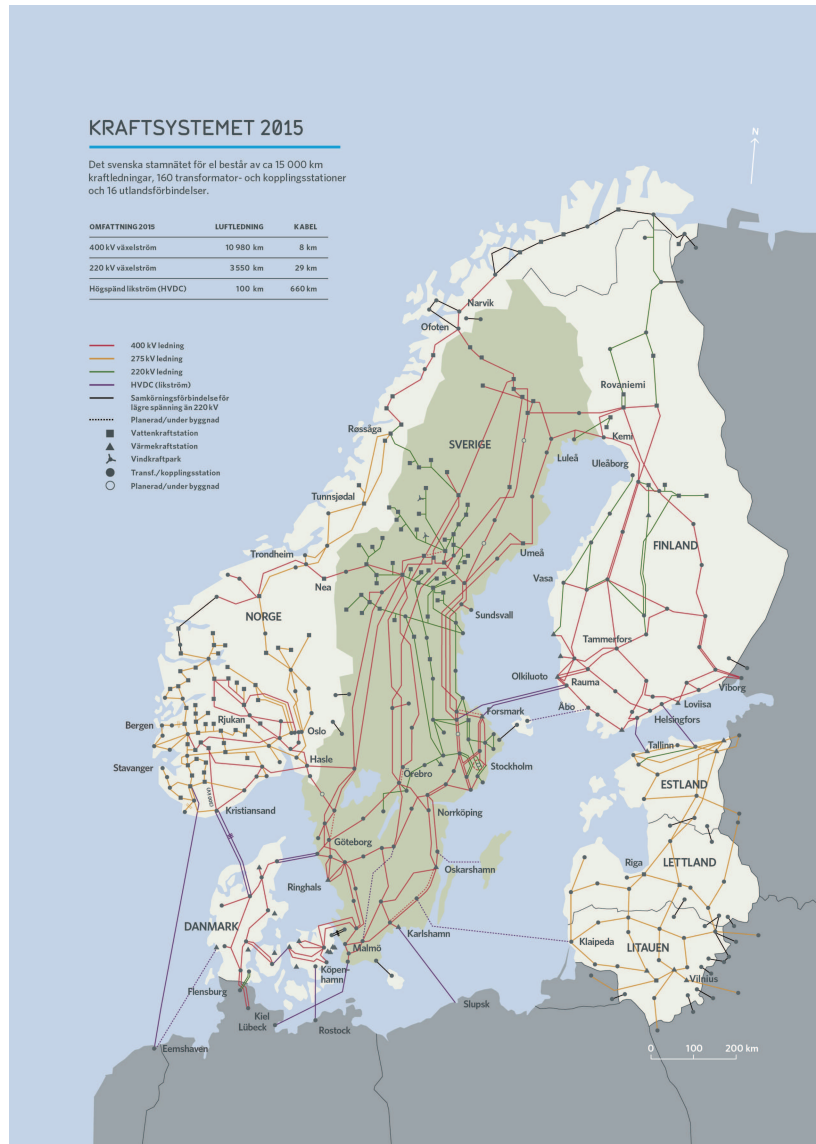 KRAFTSYSTEMET 2015
Det svenska stamnätet för el består av ca 15 000 km
kraftledningar, 160 transformator- och kopplingsstationer
och 16 utlandsförbindelser.
OMFATTNING 2015 LUFTLEDNING KABEL
400 kV växelström 10 980 km 8 km
220 kV växelström 3 550 km 29 km
Högspänd likström (HVDC) 100 km 660 km
400 kV ledning
275 kV ledning
220 kV ledning
HVDC (likström)
Samkörningsförbindelse för
lägre spänning än 220 kV
Planerad/under byggnad
Vattenkraftstation
Värmekraftstation
Vindkraftpark
Transf./kopplingsstation
Planerad/under byggnad
N
Narvik
Ofoten
Rovaniemi
Røssåga
SVERIGE
Kemi
Luleå
Uleåborg
Tunnsjødal
FINLAND
Trondheim
Umeå
Nea
Vasa
NORGE
Sundsvall
Tammerfors
Olkiluoto
Rauma
Viborg
Forsmark
Åbo
Loviisa
Rjukan
Bergen
Oslo
Helsingfors
Tallinn
Hasle
Stavanger
Stockholm
Örebro
ESTLAND
Kristiansand
Norrköping
Göteborg
Riga
LETTLAND
Oskarshamn
Ringhals
DANMARK
Karlshamn
Klaipeda
LITAUEN
Malmö
Köpen-
hamn
Vilnius
Flensburg
Kiel
Lübeck
Rostock
Slupsk
Eemshaven
0 100 200 km